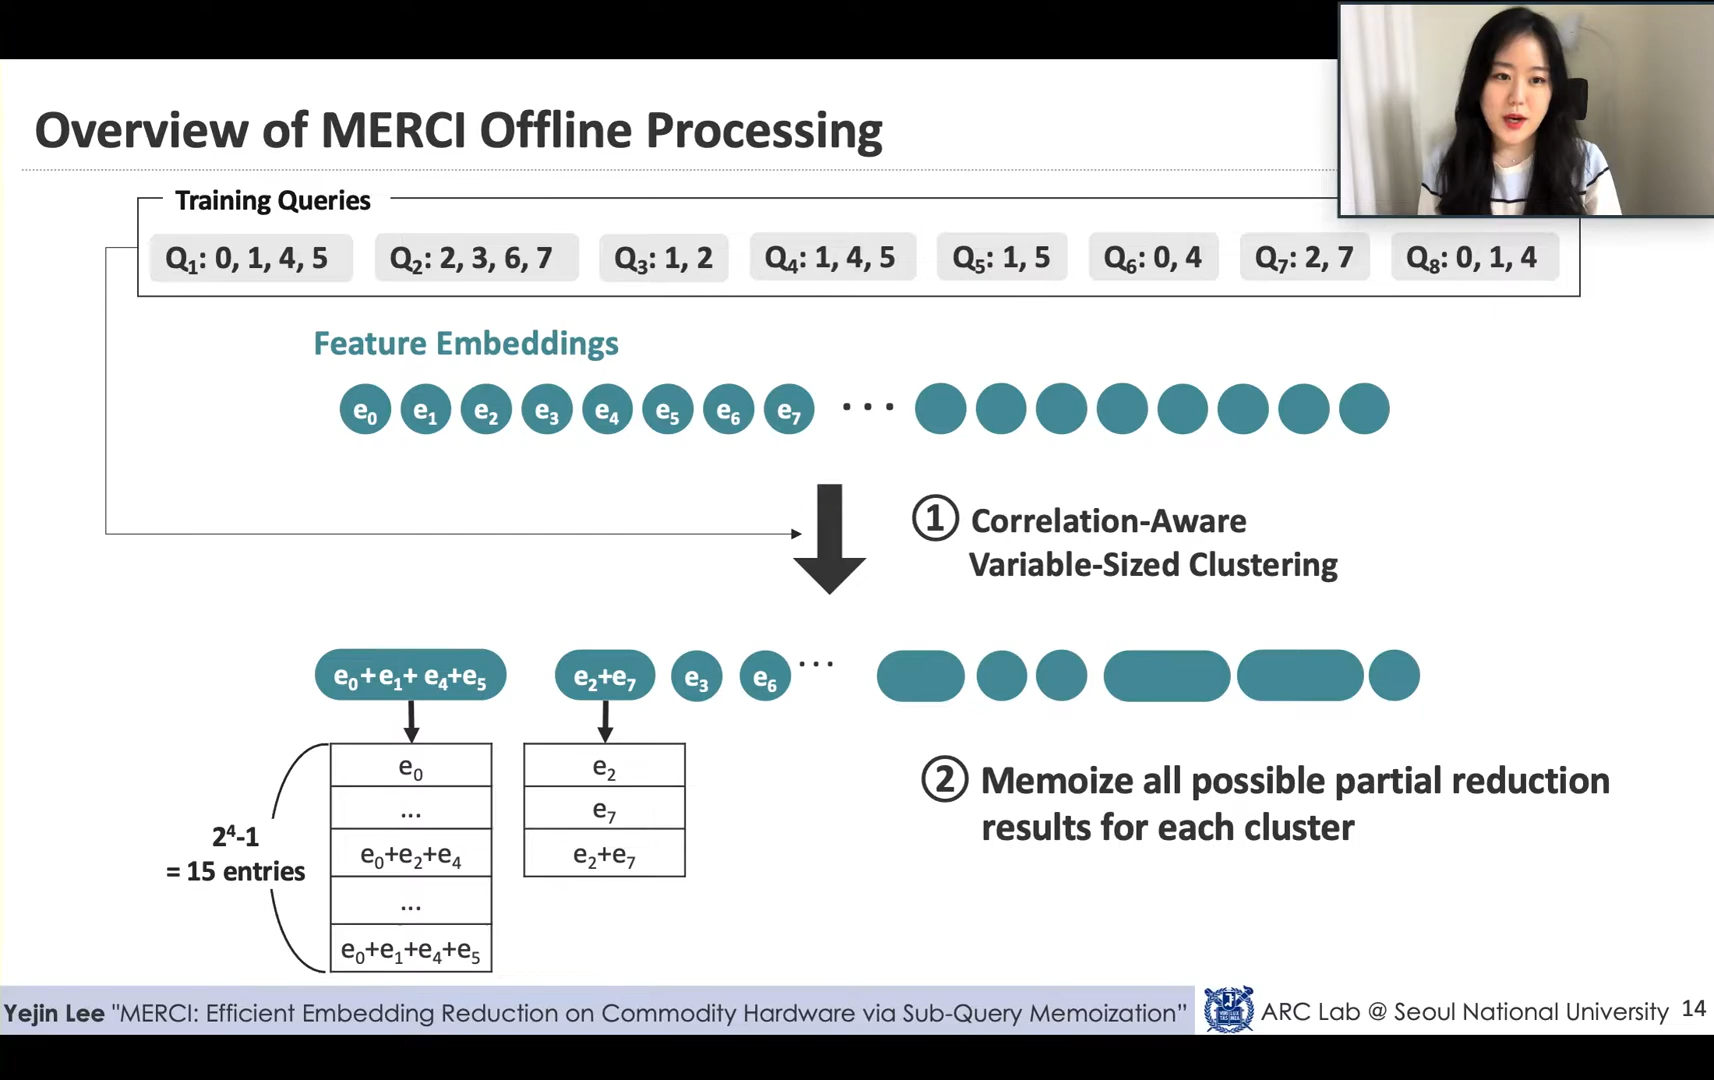 Overview of MERCI Offline Processing
Training Queries
Q1: 0, 1, 4, 5
Q2: 2, 3, 6, 7
Q3: 1, 2
Q4: 1, 4, 5
Q5: 1, 5
Q6: 0, 4
Q7: 2, 7
Q8: 0, 1, 4
Feature Embeddings
e0 e1 e2 e3 e4 e5 e6 e7 ...
① Correlation-Aware
Variable-Sized Clustering
e0+e1+ e4+e5
e2+e7
e3
e6
...
e0
...
e0+e2+e4
...
e0+e1+e4+e5
2^4-1
= 15 entries
e2
e7
e2+e7
② Memoize all possible partial reduction
results for each cluster
Yejin Lee "MERCI: Efficient Embedding Reduction on Commodity Hardware via Sub-Query Memoization”
ARC Lab @ Seoul National University 14